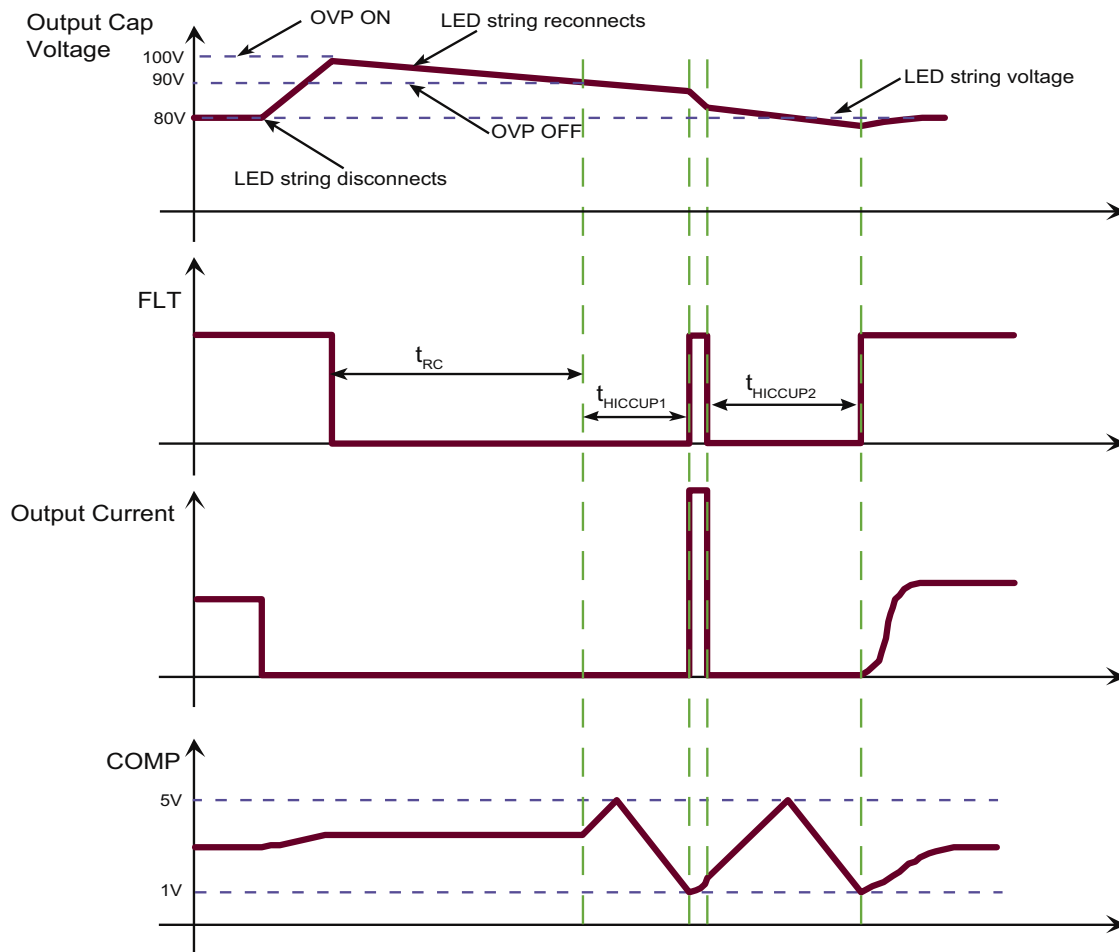 Output Cap
Voltage
OVP ON
LED string reconnects
100V
90V
80V
LED string voltage
OVP OFF
LED string disconnects
FLT
tRC
tHICCUP1
tHICCUP2
Output Current
COMP
5V
1V